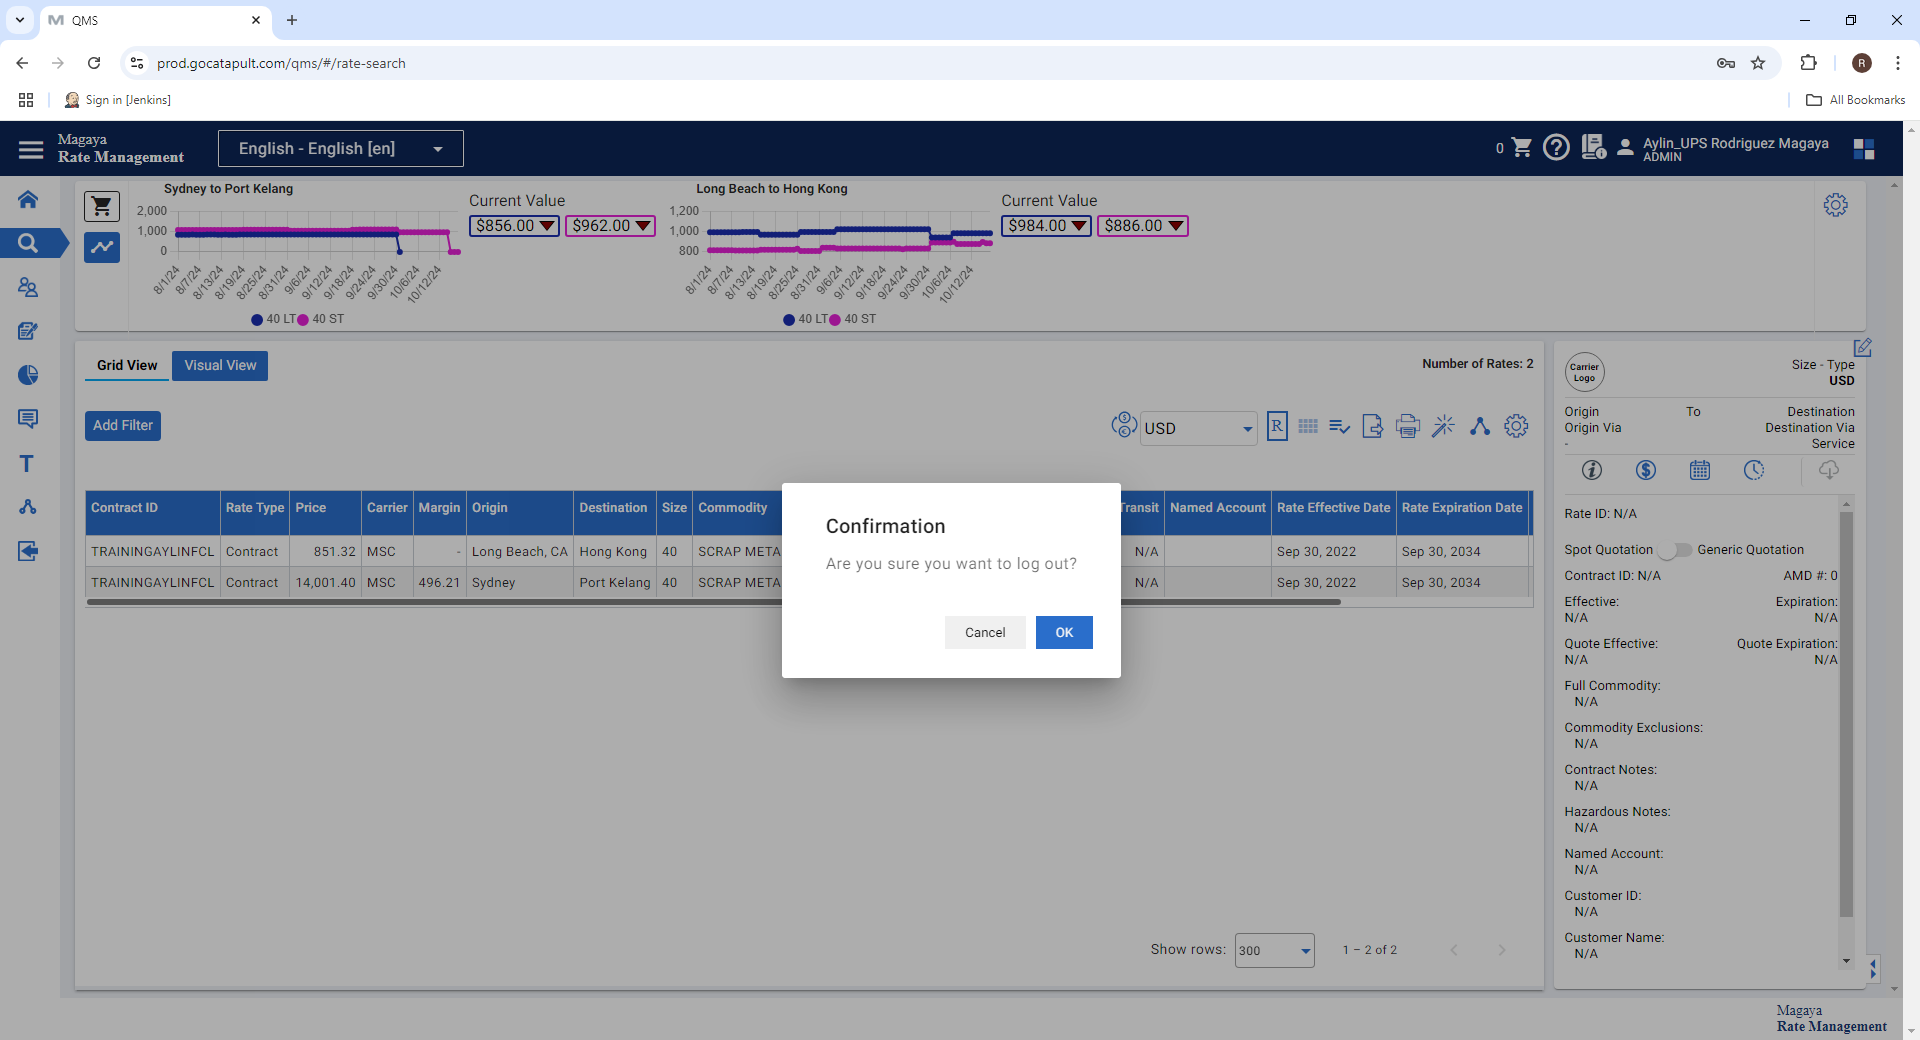 QMS
prod.gocatapult.com/qms/#/rate-search
R
Sign in [Jenkins]
All Bookmarks
Magaya
Rate Management
English - English [en]
0
Aylin_UPS Rodriguez Magaya
ADMIN
Sydney to Port Kelang
2,000
1,000
0
8/1/24 8/7/24 8/13/24 8/19/24 8/25/24 8/31/24 9/6/24 9/12/24 9/18/24 9/24/24 9/30/24 10/6/24 10/12/24
40 LT 40 ST
Current Value
$856.00 $962.00
Long Beach to Hong Kong
1,200
1,000
800
8/1/24 8/7/24 8/13/24 8/19/24 8/25/24 8/31/24 9/6/24 9/12/24 9/18/24 9/24/24 9/30/24 10/6/24 10/12/24
40 LT 40 ST
Current Value
$984.00 $886.00
Grid View Visual View
Number of Rates: 2
Add Filter
USD
R
Contract ID Rate Type Price Carrier Margin Origin Destination Size Commodity Transit Named Account Rate Effective Date Rate Expiration Date
TRAININGAYLINFCL Contract 851.32 MSC - Long Beach, CA Hong Kong 40 SCRAP META N/A Sep 30, 2022 Sep 30, 2034
TRAININGAYLINFCL Contract 14,001.40 MSC 496.21 Sydney Port Kelang 40 SCRAP META N/A Sep 30, 2022 Sep 30, 2034
Confirmation
Are you sure you want to log out?
Cancel OK
Show rows: 300 1 – 2 of 2
T
Carrier
Logo
Size - Type
USD
Origin To Destination
Origin Via Destination Via
- Service
Rate ID: N/A
Spot Quotation Generic Quotation
Contract ID: N/A AMD #: 0
Effective: Expiration:
N/A N/A
Quote Effective: Quote Expiration:
N/A N/A
Full Commodity:
N/A
Commodity Exclusions:
N/A
Contract Notes:
N/A
Hazardous Notes:
N/A
Named Account:
N/A
Customer ID:
N/A
Customer Name:
N/A
Magaya
Rate Management